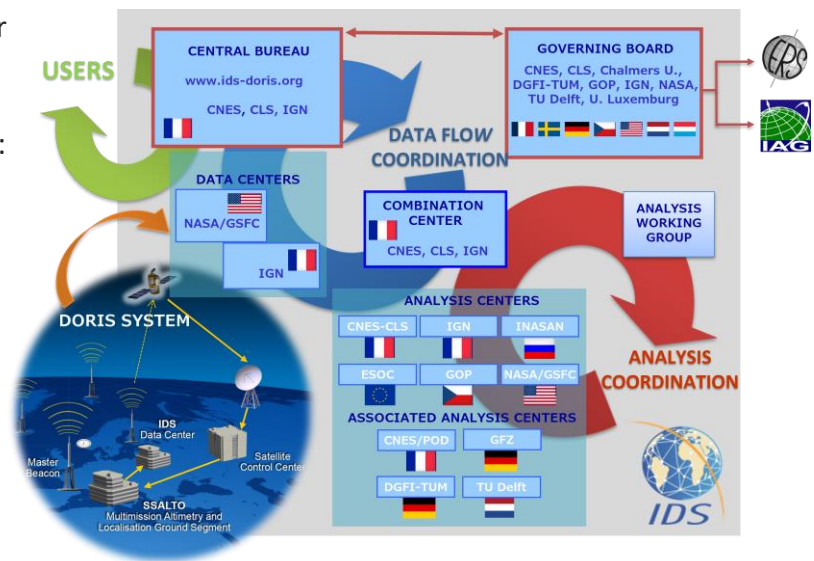 r
:
USERS
CENTRAL BUREAU
www.ids-doris.org
CNES, CLS, IGN
GOVERNING BOARD
CNES, CLS, Chalmers U.,
DGFI-TUM, GOP, IGN, NASA,
TU Delft, U. Luxemburg
IERS
IAG
DATA FLOW
COORDINATION
DATA CENTERS
NASA/GSFC
IGN
COMBINATION
CENTER
CNES, CLS, IGN
ANALYSIS
WORKING
GROUP
DORIS SYSTEM
IDS
Data Center
Master
Beacon
Satellite
Control Center
SSALTO
Multimission Altimetry and
Localisation Ground Segment
ANALYSIS CENTERS
CNES-CLS
IGN
INASAN
ESOC
GOP
NASA/GSFC
ASSOCIATED ANALYSIS CENTERS
CNES/POD
GFZ
DGFI-TUM
TU Delft
ANALYSIS
COORDINATION
IDS